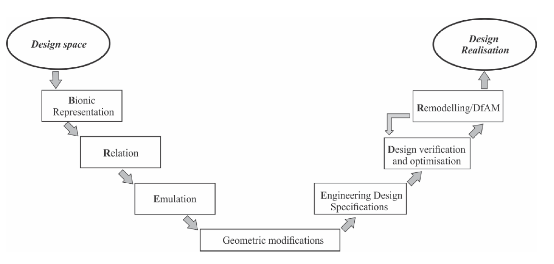 Design space
Bionic
Representation
Relation
Emulation
Geometric modifications
Engineering Design
Specifications
Design verification
and optimisation
Remodelling/DfAM
Design
Realisation